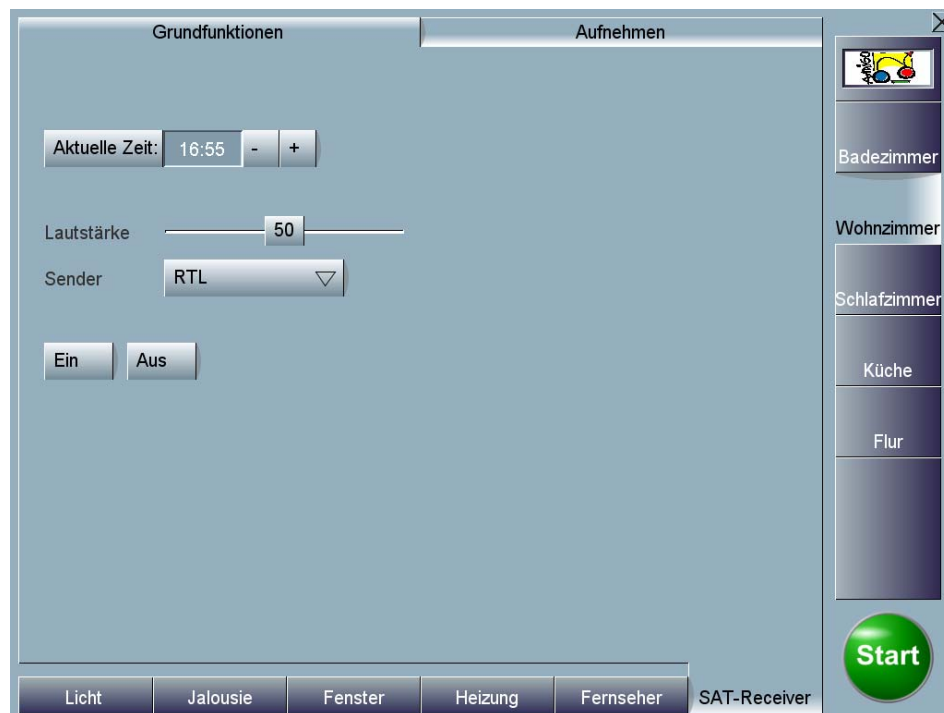 Grundfunktionen
Aufnehmen
AMIGO
Aktuelle Zeit: 16:55 - +
Badezimmer
Lautstärke 50
Wohnzimmer
Sender RTL
Schlafzimmer
Ein Aus
Küche
Flur
Start
Licht Jalousie Fenster Heizung Fernseher SAT-Receiver